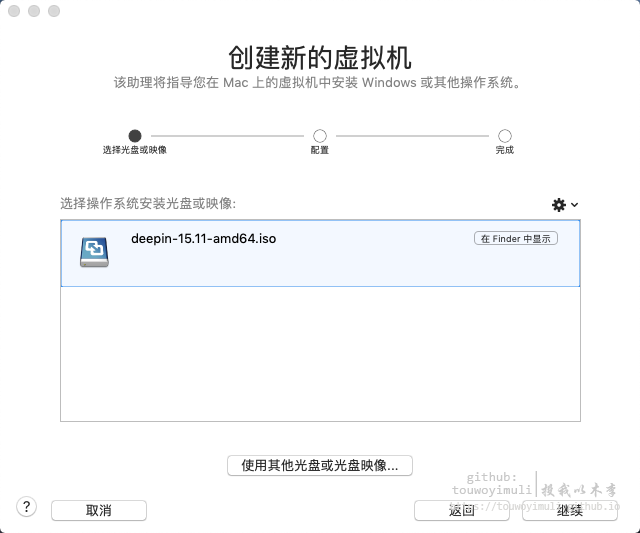 创建新的虚拟机
该助理将指导您在 Mac 上的虚拟机中安装 Windows 或其他操作系统。
选择光盘或映像
配置
完成
选择操作系统安装光盘或映像:
deepin-15.11-amd64.iso
在 Finder 中显示
使用其他光盘或光盘映像...
github:
touwoyimuli
投我以木李
https://touwoyimuli.github.io
?
取消
返回
继续